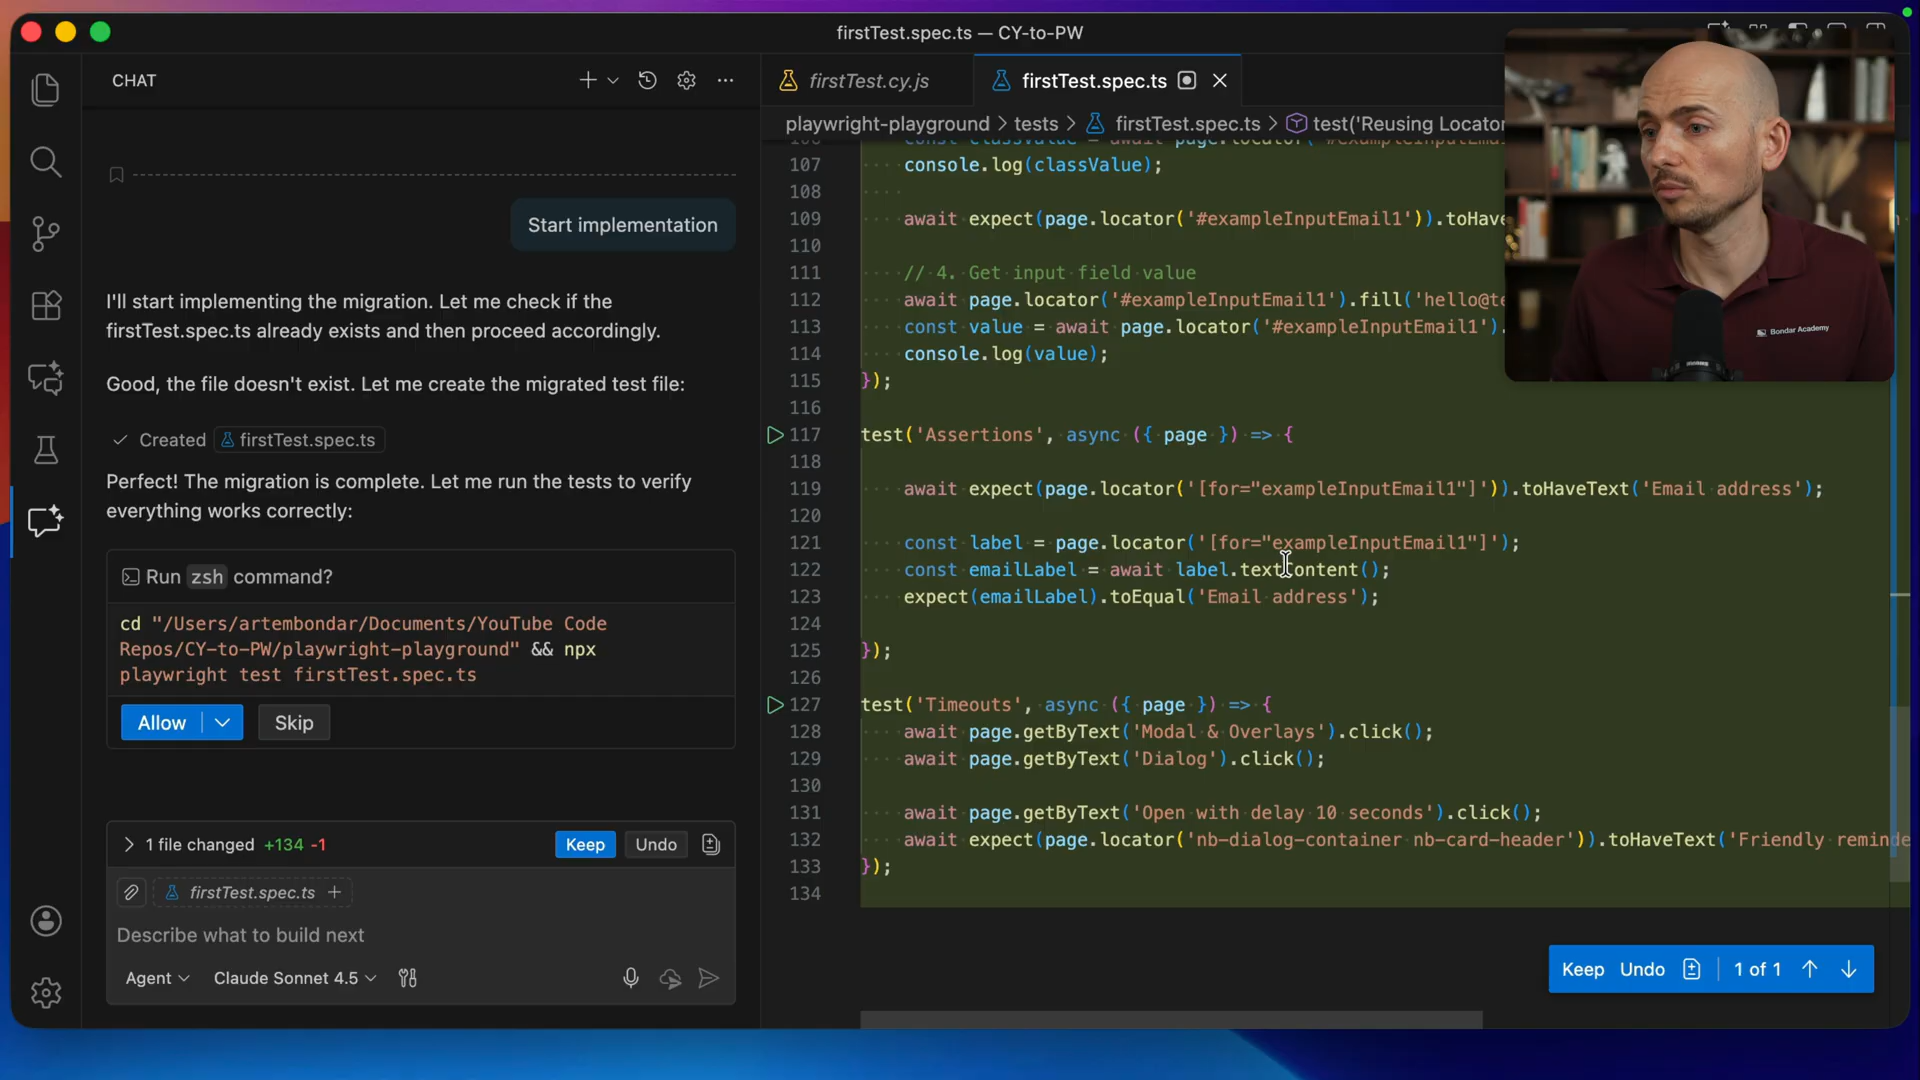 firstTest.spec.ts — CY-to-PW
CHAT
firstTest.cy.js
firstTest.spec.ts
playwright-playground > tests > firstTest.spec.ts > test('Reusing Locator
Start implementation
I'll start implementing the migration. Let me check if the
firstTest.spec.ts already exists and then proceed accordingly.
Good, the file doesn't exist. Let me create the migrated test file:
Created firstTest.spec.ts
Perfect! The migration is complete. Let me run the tests to verify
everything works correctly:
Run zsh command?
cd "/Users/artembondar/Documents/YouTube Code
Repos/CY-to-PW/playwright-playground" && npx
playwright test firstTest.spec.ts
Allow
Skip
1 file changed +134 -1
Keep
Undo
firstTest.spec.ts
Describe what to build next
Agent
Claude Sonnet 4.5
107 console.log(classValue);
108
109 await expect(page.locator('#exampleInputEmail1')).toHave
110
111 // 4. Get input field value
112 await page.locator('#exampleInputEmail1').fill('hello@te
113 const value = await page.locator('#exampleInputEmail1').
114 console.log(value);
115 });
116
117 test('Assertions', async ({ page }) => {
118
119 await expect(page.locator('[for="exampleInputEmail1"]')).toHaveText('Email address');
120
121 const label = page.locator('[for="exampleInputEmail1"]');
122 const emailLabel = await label.textContent();
123 expect(emailLabel).toEqual('Email address');
124
125 });
126
127 test('Timeouts', async ({ page }) => {
128 await page.getByText('Modal & Overlays').click();
129 await page.getByText('Dialog').click();
130
131 await page.getByText('Open with delay 10 seconds').click();
132 await expect(page.locator('nb-dialog-container nb-card-header')).toHaveText('Friendly reminde
133 });
134
Keep Undo 1 of 1
Bondar Academy